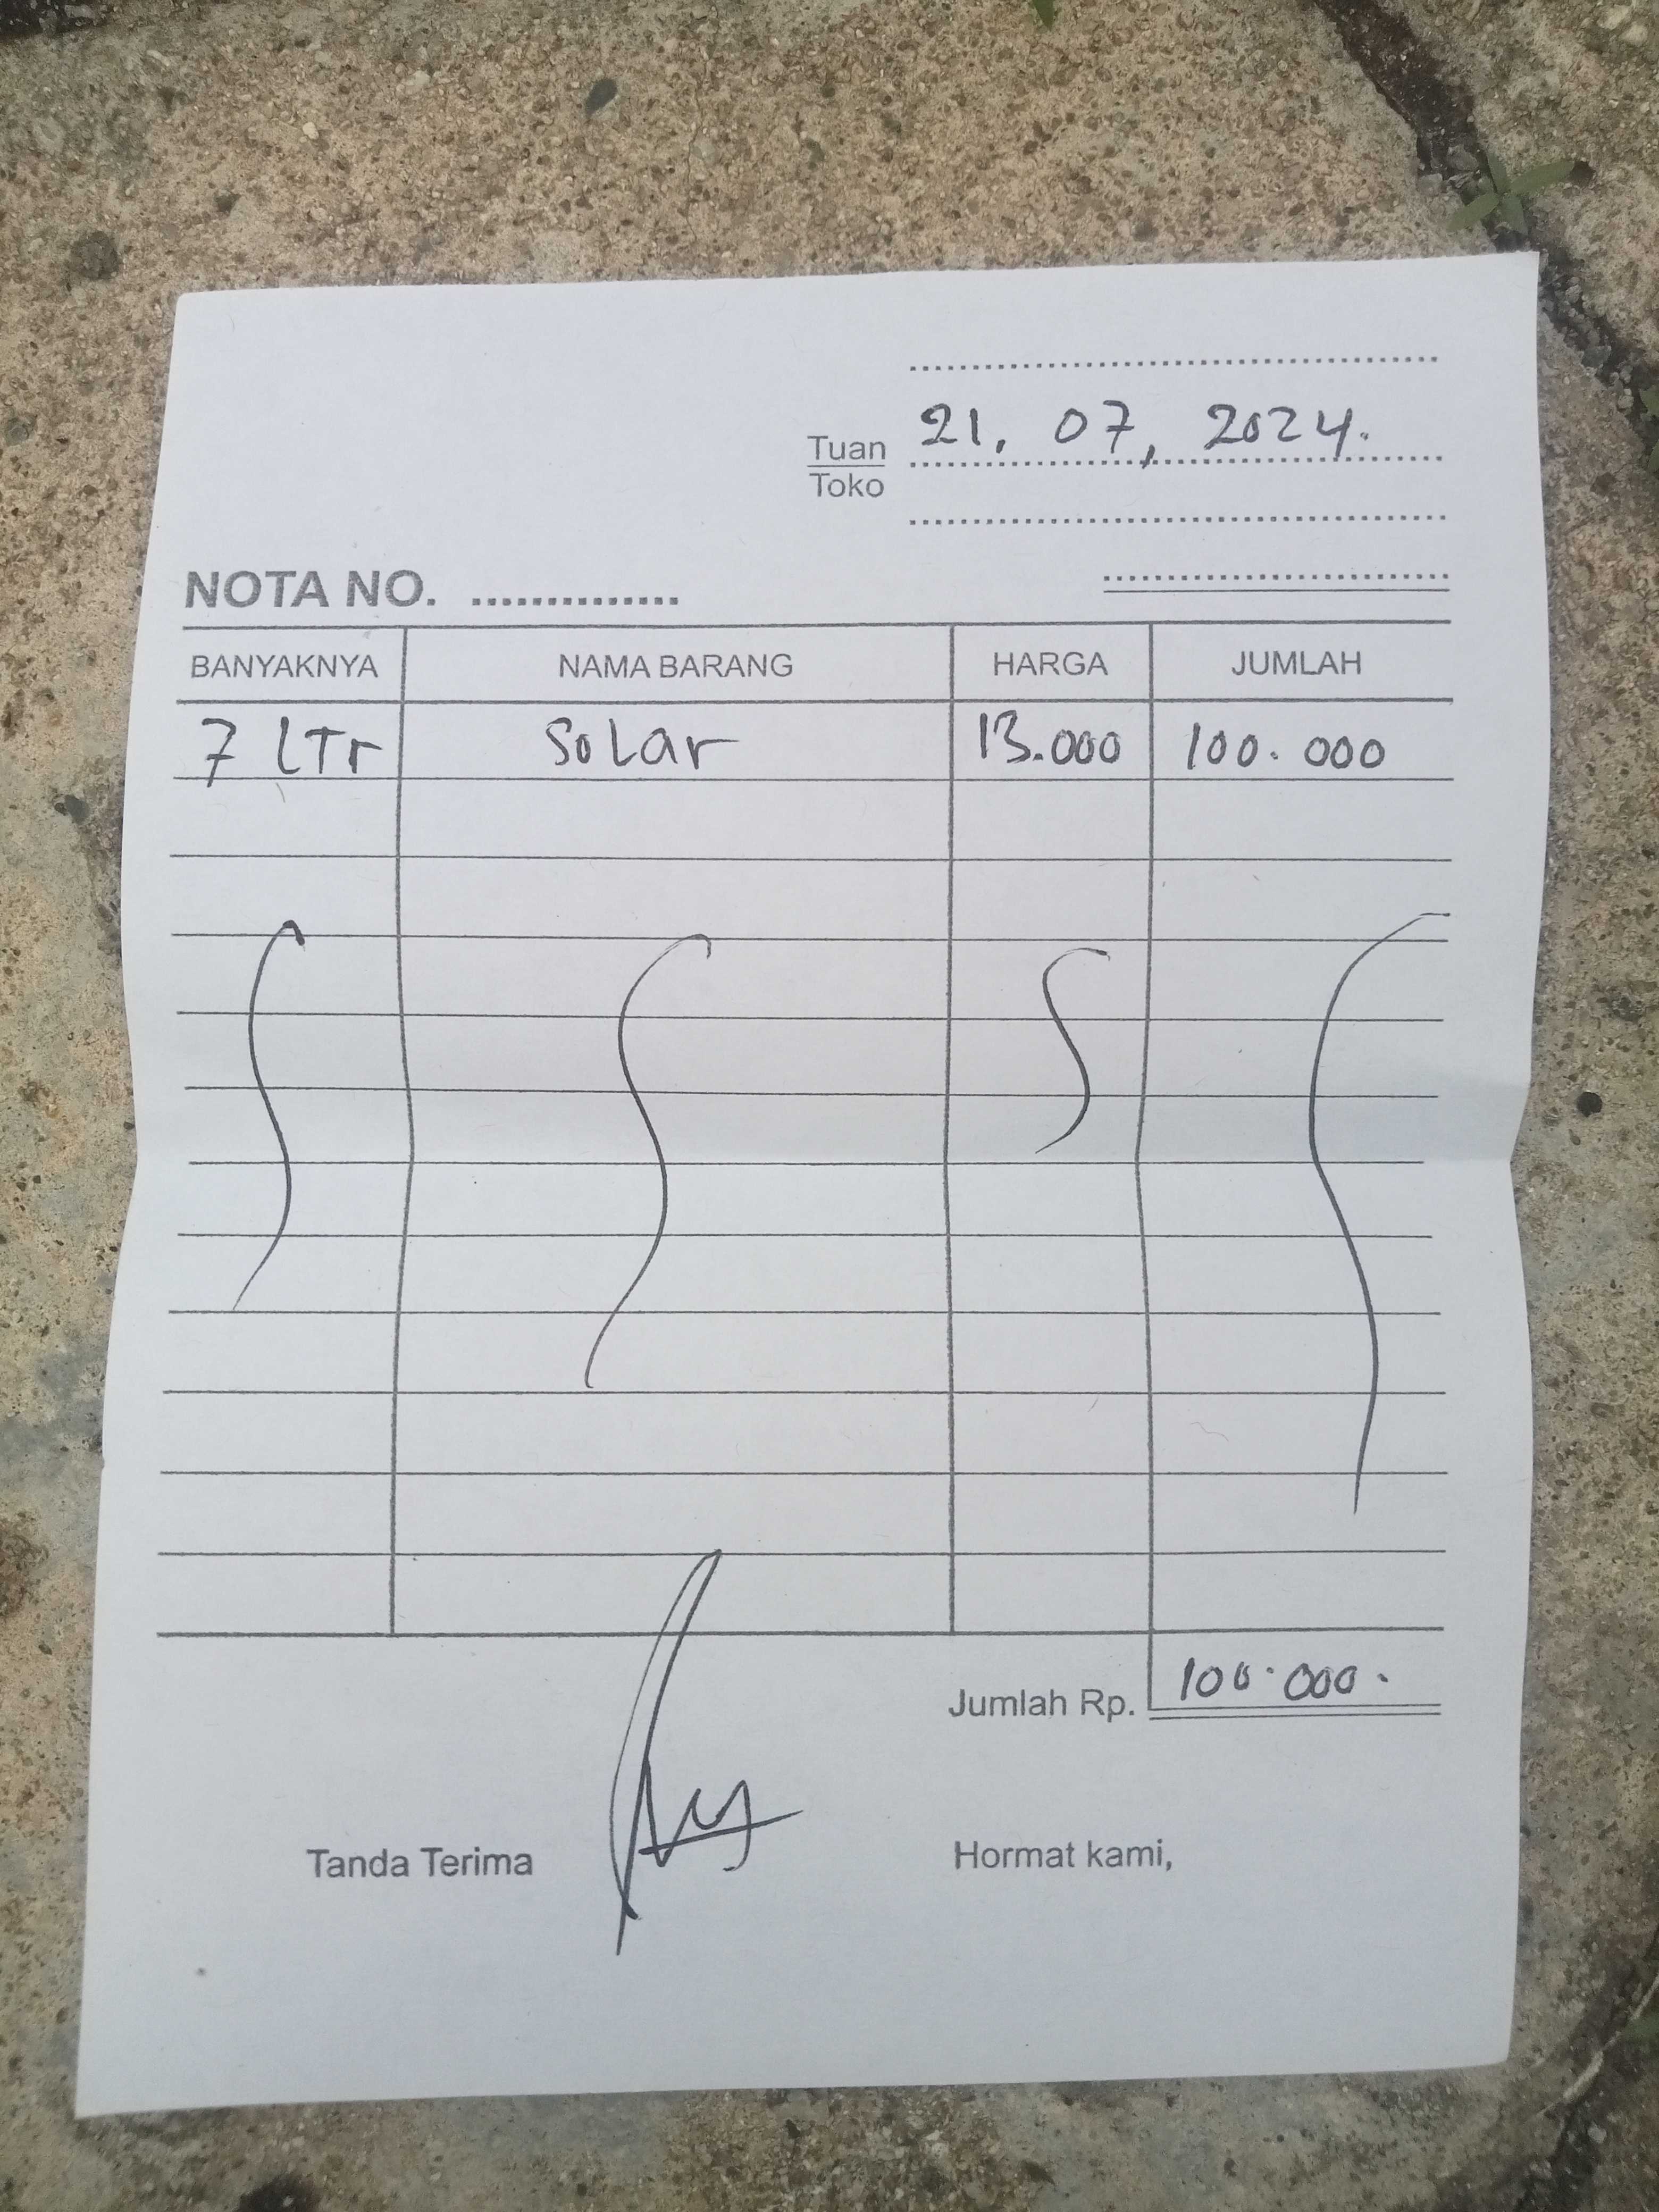 21. 07, 2024.
Tuan
Toko
NOTA NO. ..............
BANYAKNYA NAMA BARANG HARGA JUMLAH
7 LTr Solar 13.000 100.000
Jumlah Rp. 100.000.
Tanda Terima Hormat kami,